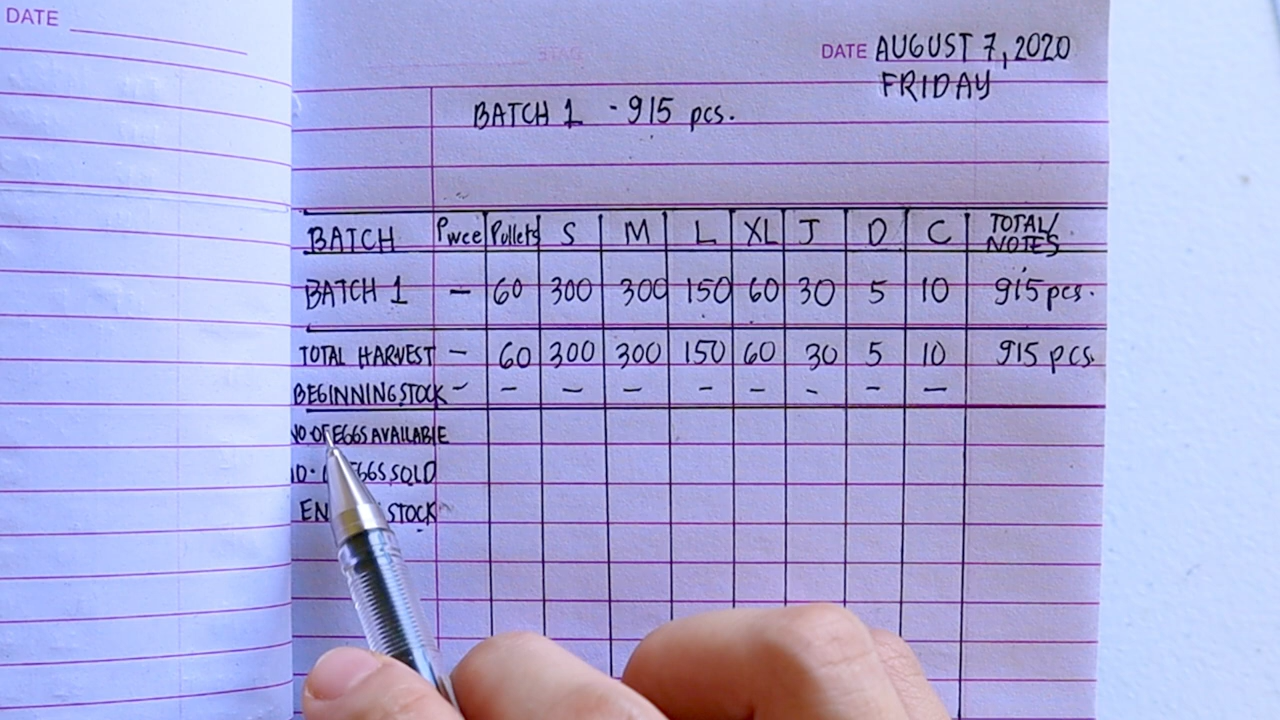 DATE
DATE AUGUST 7, 2020
FRIDAY
BATCH 1 - 915 pcs.
BATCH Pwee Pullets S M L XL J D C TOTAL/
NOTES
BATCH 1 — 60 300 300 150 60 30 5 10 915 pcs.
TOTAL HARVEST — 60 300 300 150 60 30 5 10 915 pcs.
BEGINNING STOCK — — — — — — — — —
NO. OF EGGS AVAILABLE
EGGS SOLD
STOCK